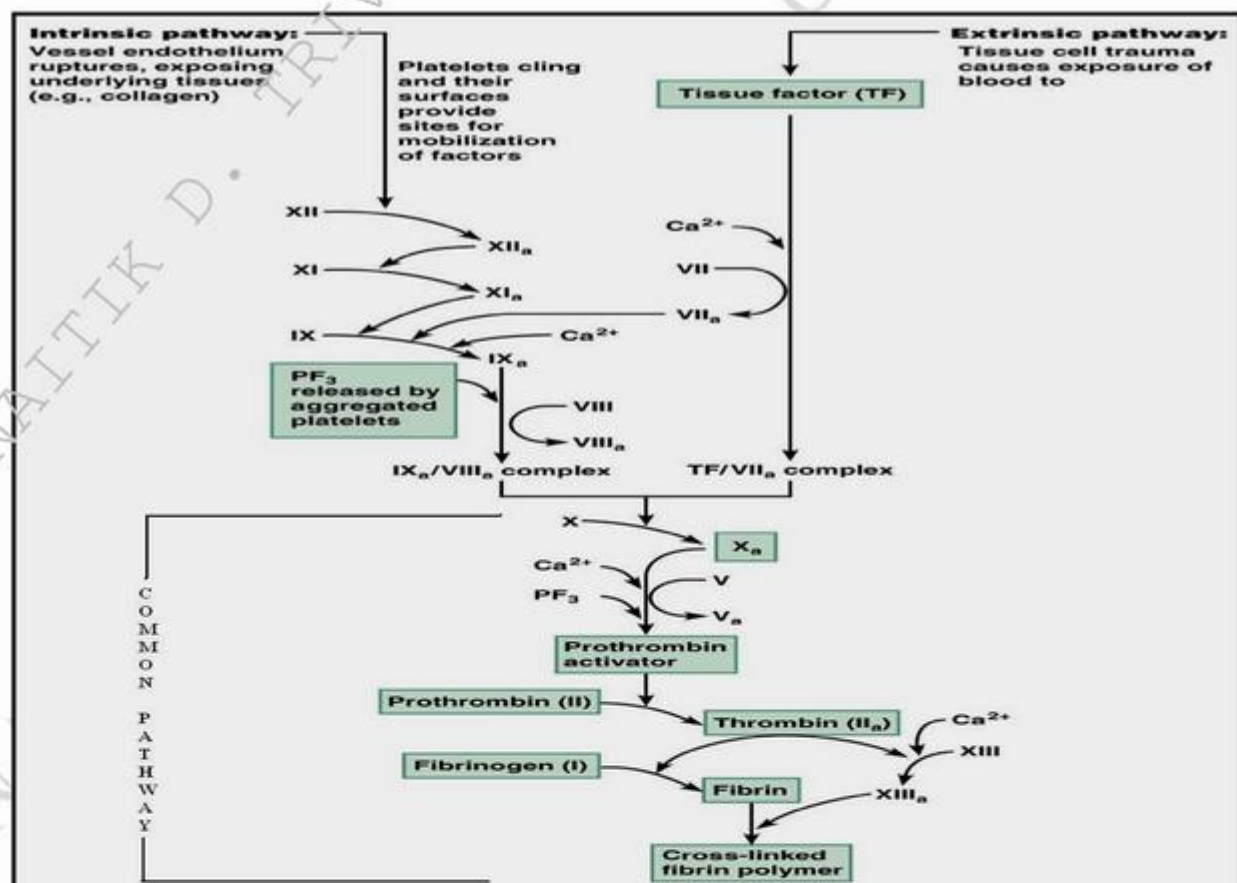 Intrinsic pathway:
Vessel endothelium
ruptures, exposing
underlying tissues
(e.g., collagen)
Platelets cling
and their
surfaces
provide
sites for
mobilization
of factors
Extrinsic pathway:
Tissue cell trauma
causes exposure of
blood to
Tissue factor (TF)
XII
XIIa
XI
XIa
IX
Ca2+
IXa
Ca2+
VII
VIIa
PF3
released by
aggregated
platelets
VIII
VIIIa
IXa/VIIIa complex
TF/VIIa complex
X
Xa
Ca2+
PF3
V
Va
Prothrombin
activator
Prothrombin (II)
Thrombin (IIa)
Ca2+
XIII
XIIIa
Fibrinogen (I)
Fibrin
Cross-linked
fibrin polymer
COMMON PATHWAY
NAITIK D. TRIV